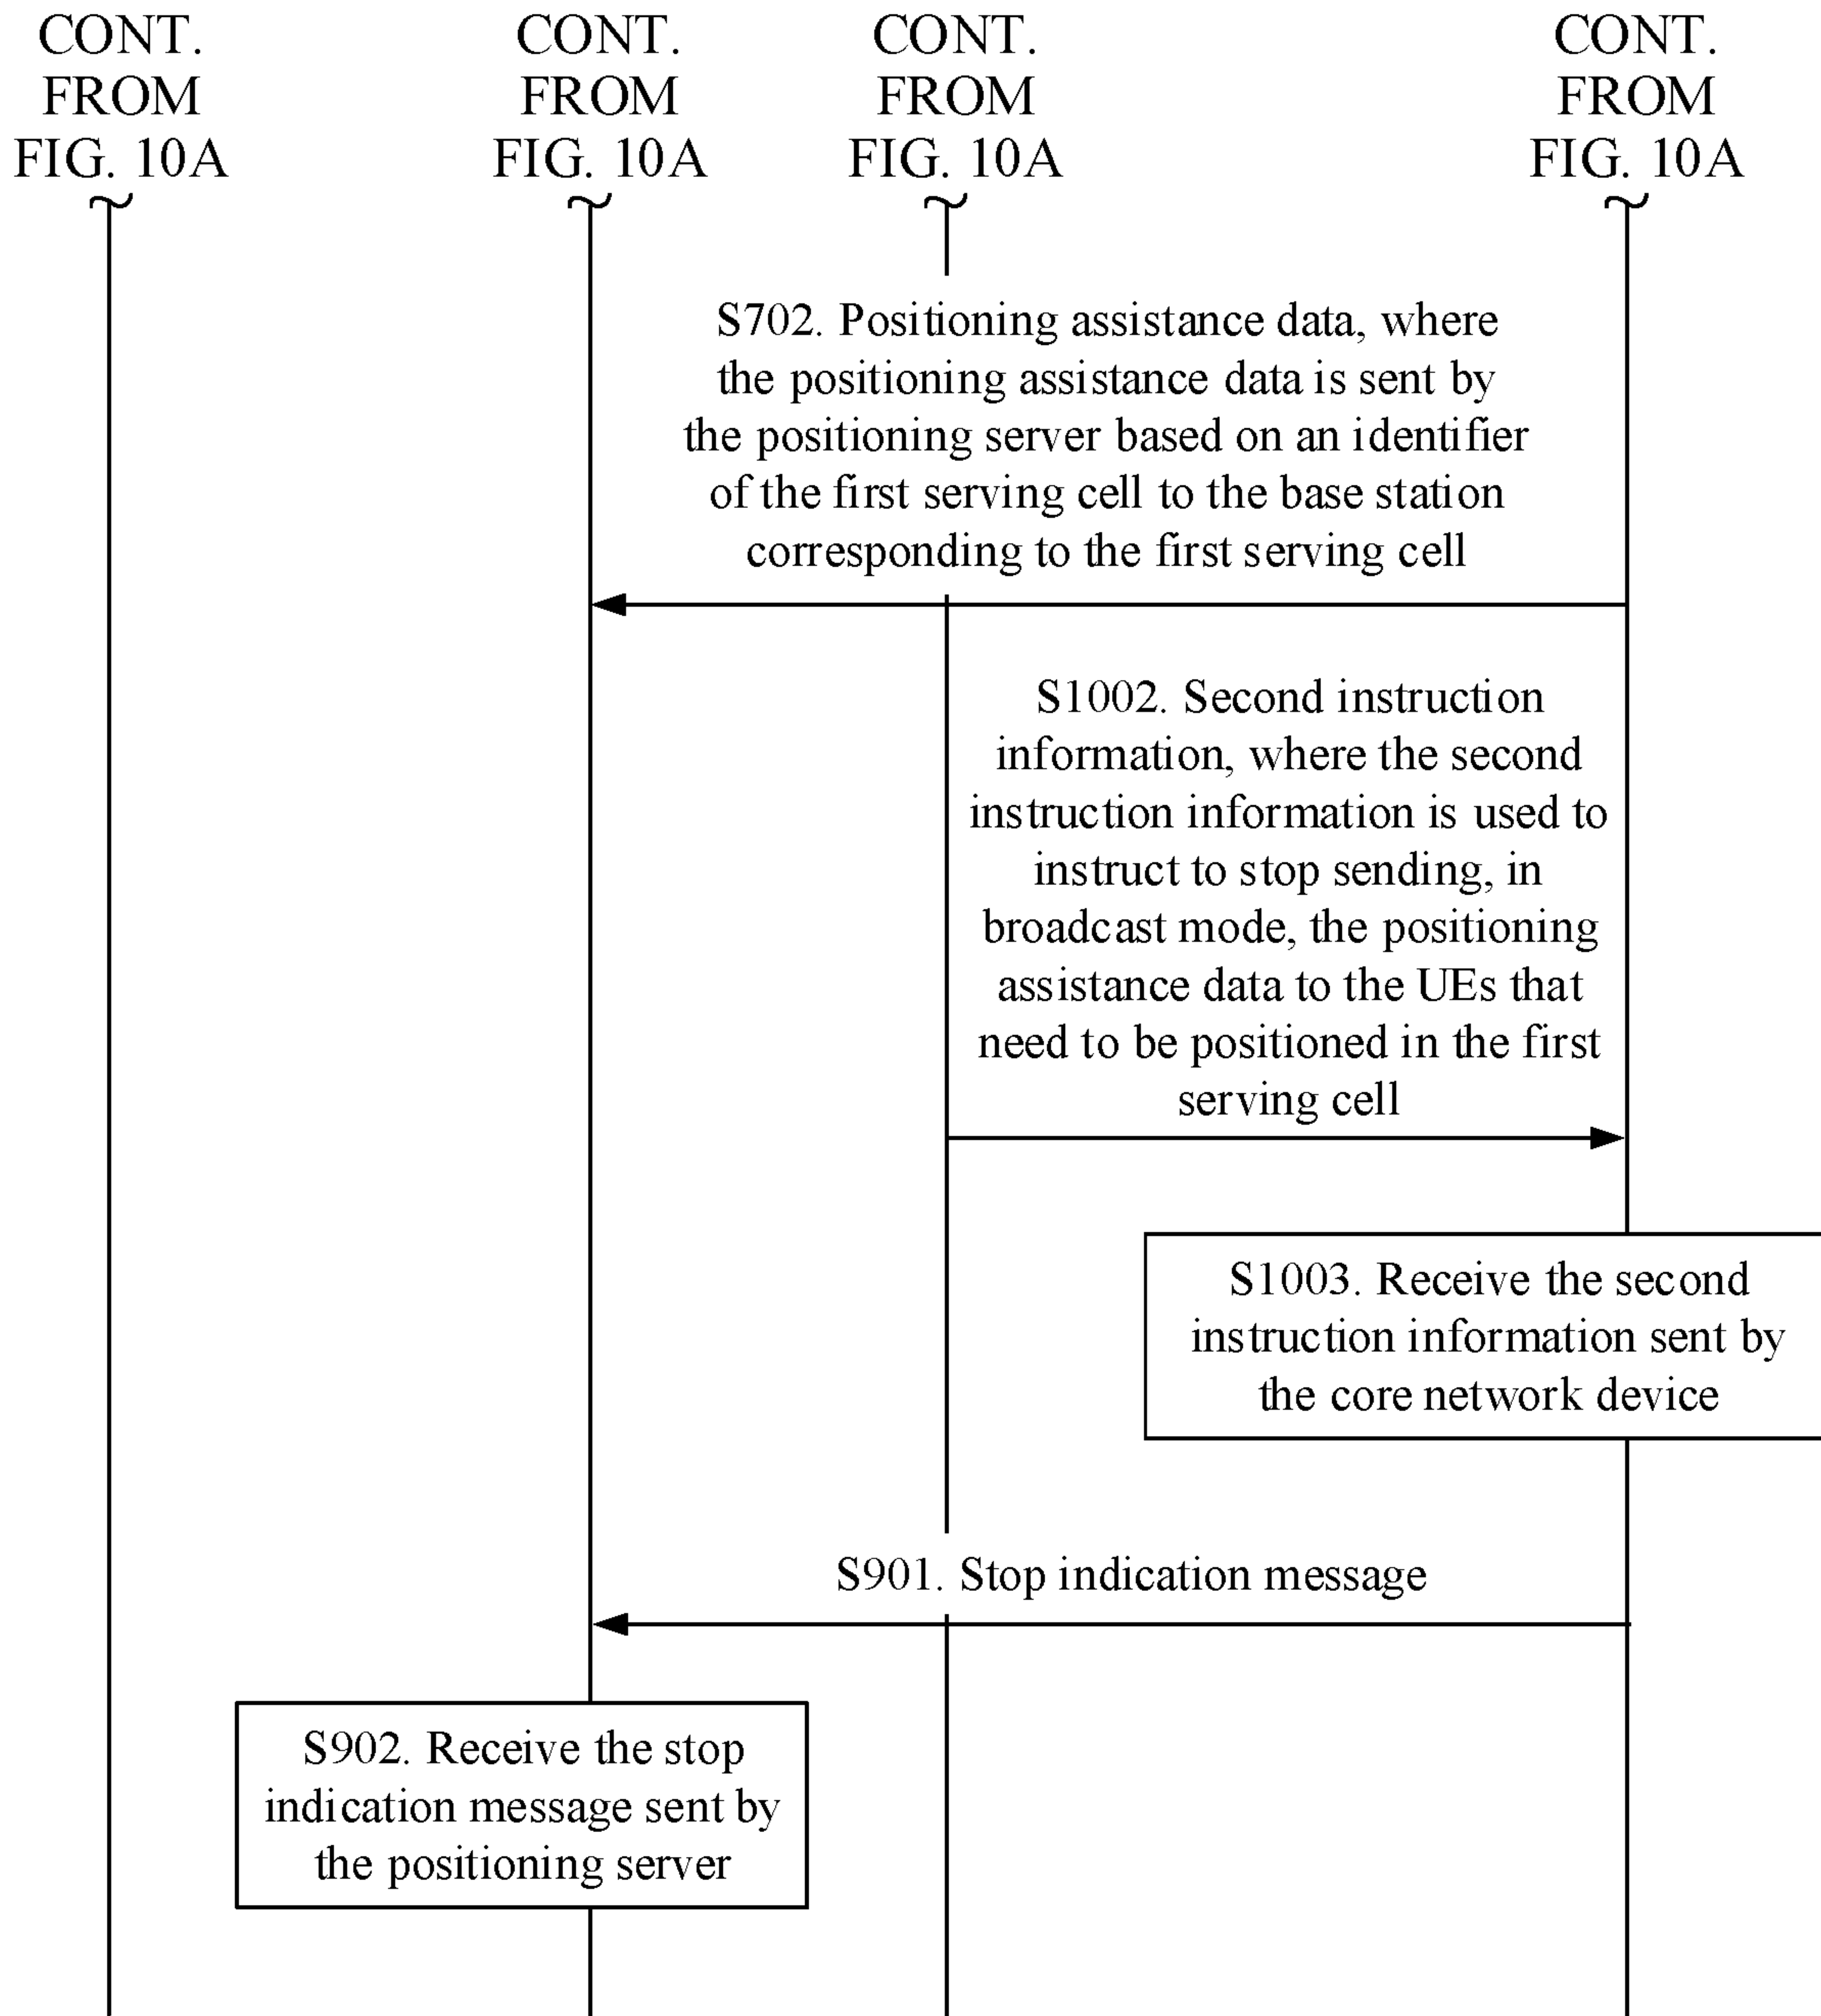 CONT.
FROM
FIG. 10A
CONT.
FROM
FIG. 10A
CONT.
FROM
FIG. 10A
CONT.
FROM
FIG. 10A
S702. Positioning assistance data, where
the positioning assistance data is sent by
the positioning server based on an identifier
of the first serving cell to the base station
corresponding to the first serving cell
S1002. Second instruction
information, where the second
instruction information is used to
instruct to stop sending, in
broadcast mode, the positioning
assistance data to the UEs that
need to be positioned in the first
serving cell
S1003. Receive the second
instruction information sent by
the core network device
S901. Stop indication message
S902. Receive the stop
indication message sent by
the positioning server